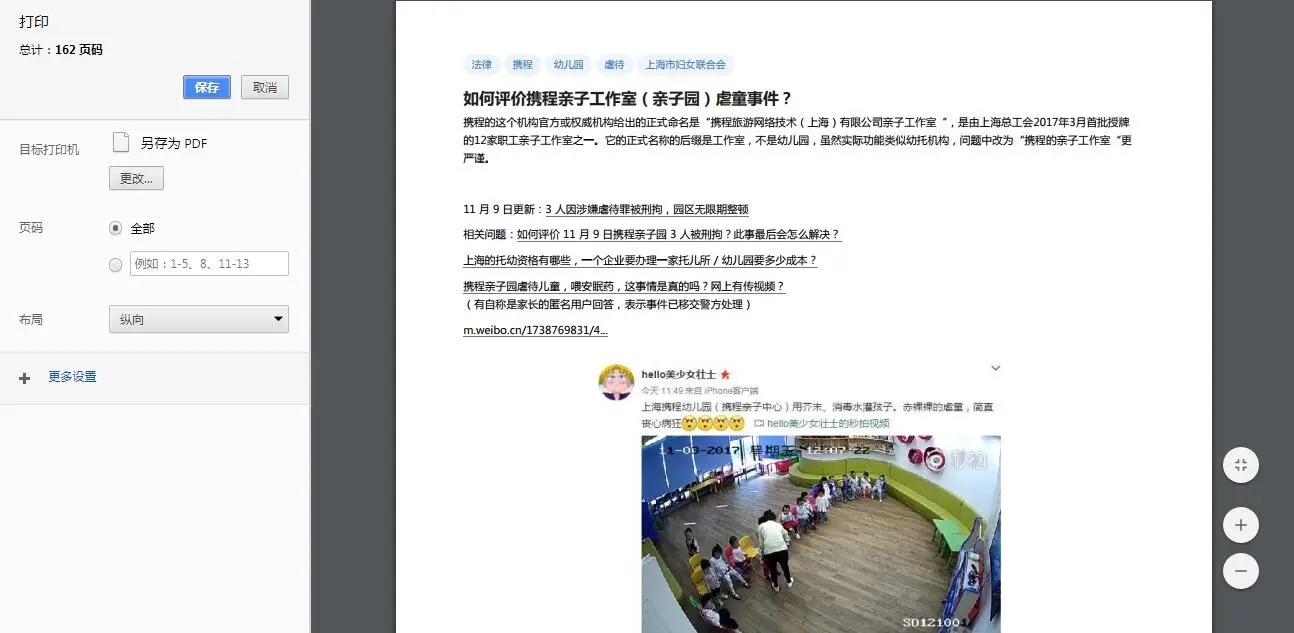 打印
总计：162 页码
保存
取消
目标打印机
另存为 PDF
更改...
页码
全部
例如：1-5、8、11-13
布局
纵向
更多设置
法律
携程
幼儿园
虐待
上海市妇女联合会
如何评价携程亲子工作室（亲子园）虐童事件？
携程的这个机构官方或权威机构给出的正式命名是“携程旅游网络技术（上海）有限公司亲子工作室“，是由上海总工会2017年3月首批授牌
的12家职工亲子工作室之一。它的正式名称的后缀是工作室，不是幼儿园，虽然实际功能类似幼托机构，问题中改为“携程的亲子工作室“更
严谨。
11 月 9 日更新：3 人因涉嫌虐待罪被刑拘，园区无限期整顿
相关问题：如何评价 11 月 9 日携程亲子园 3 人被刑拘？此事最后会怎么解决？
上海的托幼资格有哪些，一个企业要办理一家托儿所 / 幼儿园要多少成本？
携程亲子园虐待儿童，喂安眠药，这事情是真的吗？网上有传视频？
（有自称是家长的匿名用户回答，表示事件已移交警方处理）
m.weibo.cn/1738769831/4...
hello美少女壮士
今天 11:49 来自 iPhone客户端
上海携程幼儿园（携程亲子中心）用芥末、消毒水灌孩子。赤裸裸的虐童，简直
丧心病狂 hello美少女壮士的秒拍视频
11-03-2017 星期五 12:07:22
秒拍
SD12100